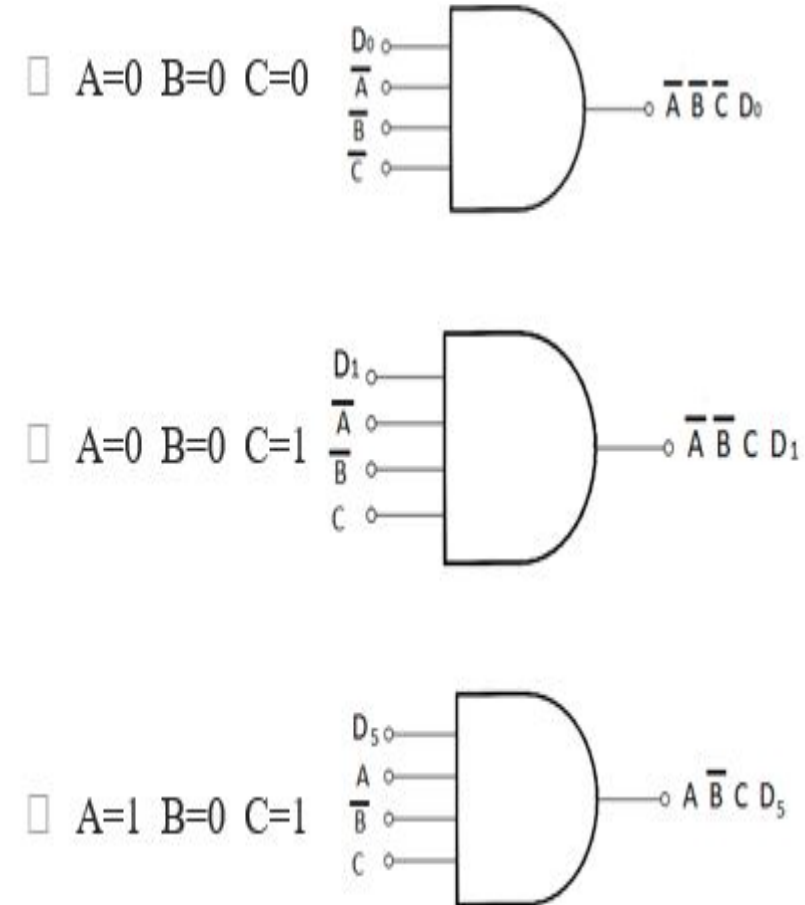 A=0 B=0 C=0
D₀
A̅
B̅
C̅
A̅ B̅ C̅ D₀
A=0 B=0 C=1
D₁
A̅
B̅
C
A̅ B̅ C D₁
A=1 B=0 C=1
D₅
A
B̅
C
A B̅ C D₅